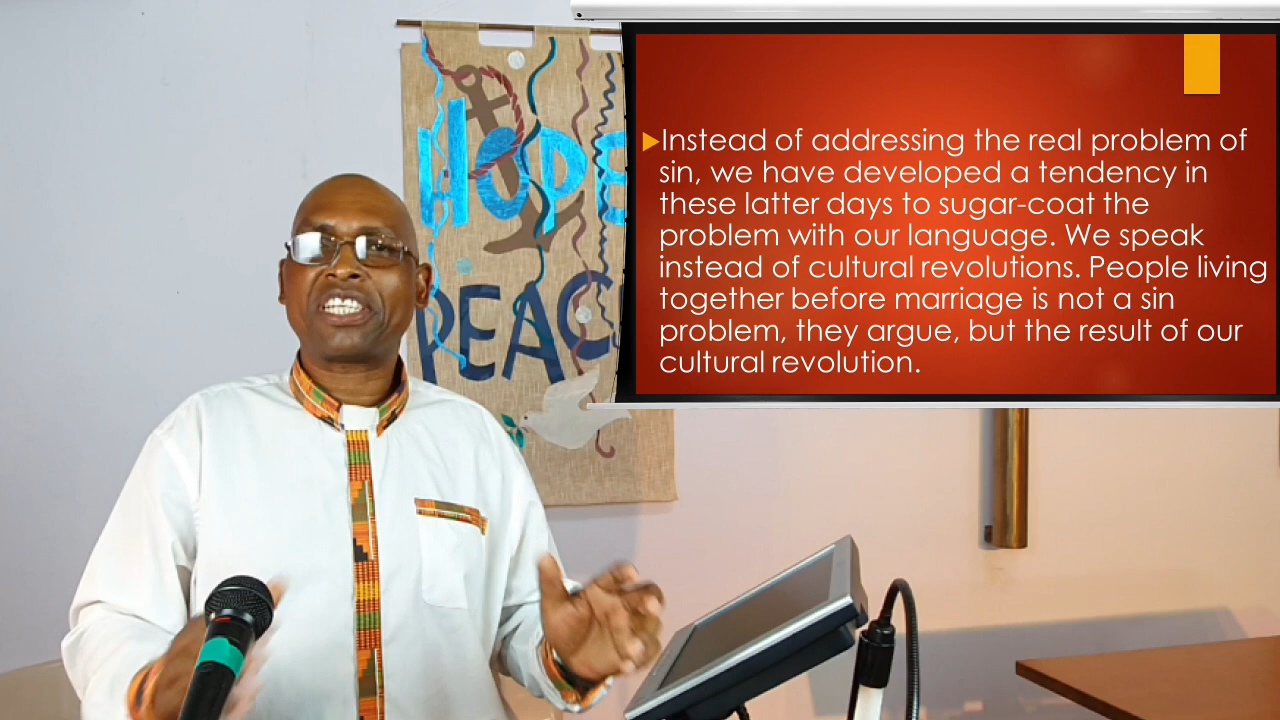 HOPE
PEACE
Instead of addressing the real problem of
sin, we have developed a tendency in
these latter days to sugar-coat the
problem with our language. We speak
instead of cultural revolutions. People living
together before marriage is not a sin
problem, they argue, but the result of our
cultural revolution.